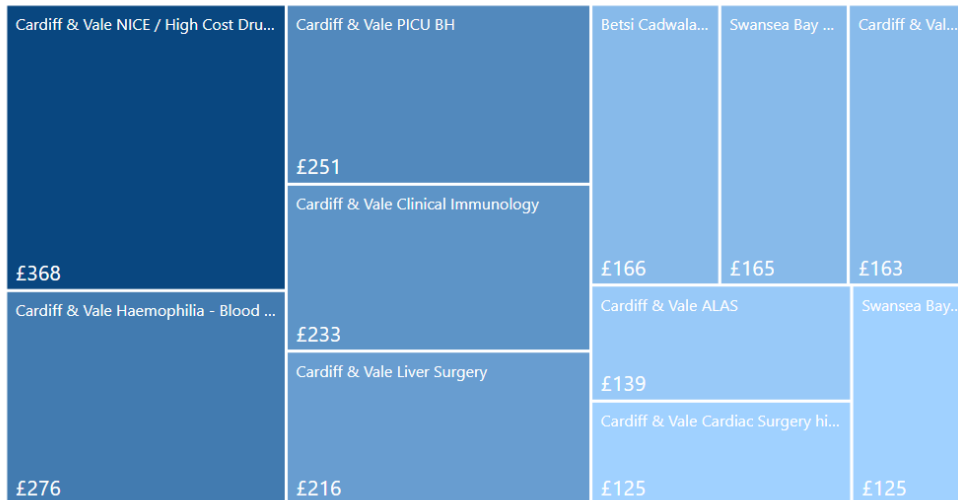 Cardiff & Vale NICE / High Cost Dru...
£368
Cardiff & Vale Haemophilia - Blood ...
£276
Cardiff & Vale PICU BH
£251
Cardiff & Vale Clinical Immunology
£233
Cardiff & Vale Liver Surgery
£216
Betsi Cadwala...
£166
Swansea Bay ...
£165
Cardiff & Val...
£163
Cardiff & Vale ALAS
£139
Cardiff & Vale Cardiac Surgery hi...
£125
Swansea Bay...
£125